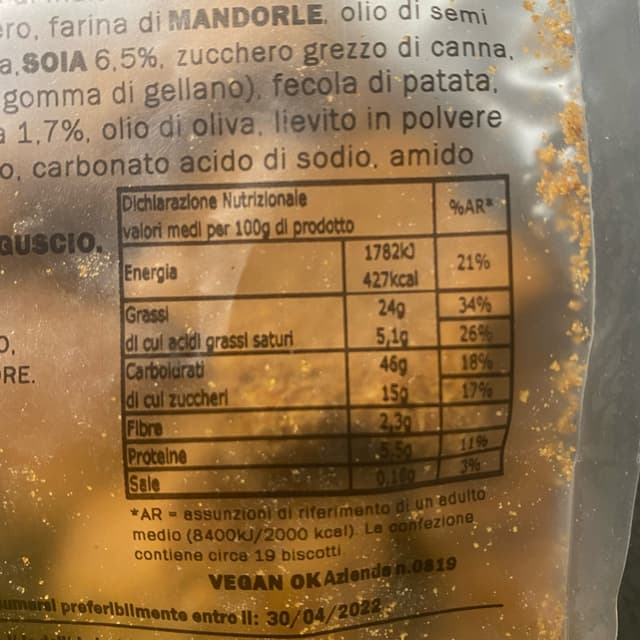 ero, farina di MANDORLE, olio di semi
a, SOIA 6,5%, zucchero grezzo di canna,
gomma di gellano), fecola di patata,
1,7%, olio di oliva, lievito in polvere
o, carbonato acido di sodio, amido
GUSCIO.
O,
ORE.
Dichiarazione Nutrizionale
valori medi per 100g di prodotto
%AR*
Energia 1782kJ 427kcal 21%
Grassi 24g 34%
di cui acidi grassi saturi 5,1g 26%
Carboidrati 46g 18%
di cui zuccheri 15g 17%
Fibre 2,3g
Proteine 5,5g 11%
Sale 3%
*AR = assunzioni di riferimento di un adulto
medio (8400kJ/2000 kcal). La confezione
contiene circa 19 biscotti
VEGAN OK Azienda n.0819
umarsi preferibilmente entro il: 30/04/2022